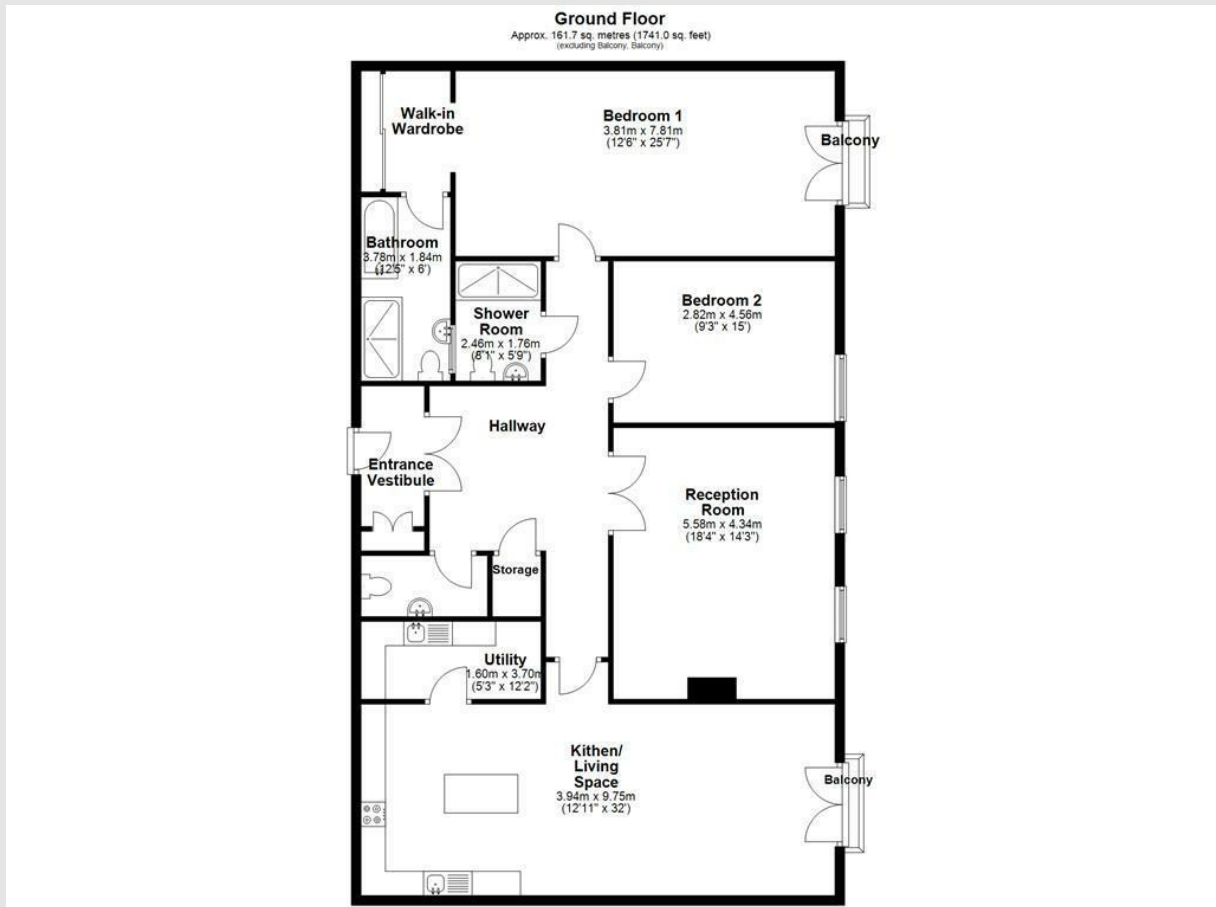 Ground Floor
Approx. 161.7 sq. metres (1741.0 sq. feet)
(excluding Balcony, Balcony)
Walk-in
Wardrobe
Bedroom 1
3.81m x 7.81m
(12'6" x 25'7")
Balcony
Bathroom
3.78m x 1.84m
(12'5" x 6')
Shower
Room
2.46m x 1.76m
(8'1" x 5'9")
Bedroom 2
2.82m x 4.56m
(9'3" x 15')
Hallway
Entrance
Vestibule
Reception
Room
5.58m x 4.34m
(18'4" x 14'3")
Storage
Utility
1.60m x 3.70m
(5'3" x 12'2")
Kithen/
Living
Space
3.94m x 9.75m
(12'11" x 32')
Balcony